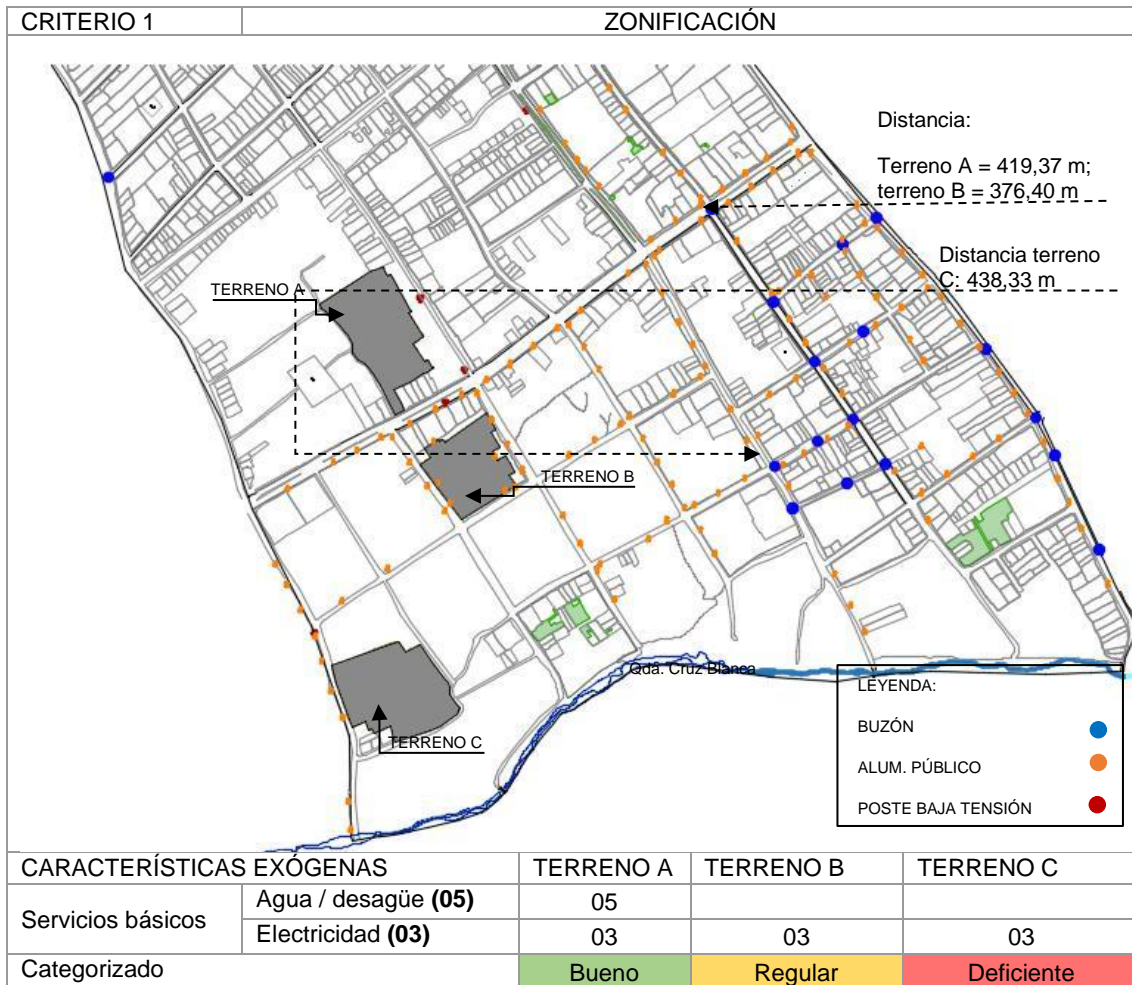 CRITERIO 1 ZONIFICACIÓN
Distancia:
Terreno A = 419,37 m;
terreno B = 376,40 m
Distancia terreno
C: 438,33 m
TERRENO A
TERRENO B
Qda. Cruz Blanca
TERRENO C
LEYENDA:
BUZÓN
ALUM. PÚBLICO
POSTE BAJA TENSIÓN
CARACTERÍSTICAS EXÓGENAS TERRENO A TERRENO B TERRENO C
Servicios básicos
Agua / desagüe (05) 05
Electricidad (03) 03 03 03
Categorizado Bueno Regular Deficiente